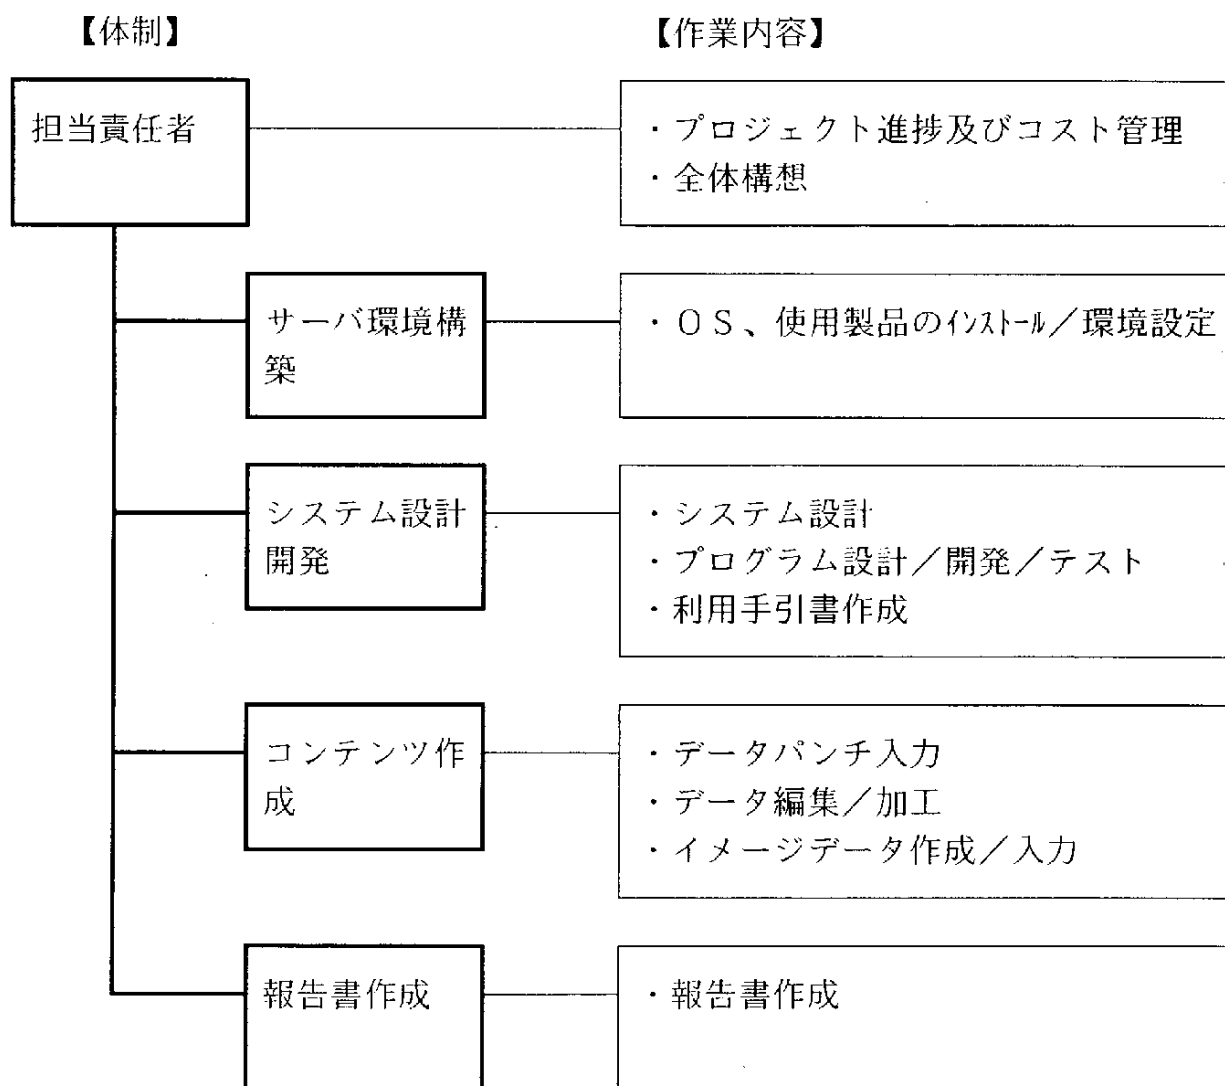 【体制】
【作業内容】
担当責任者
・プロジェクト進捗及びコスト管理
・全体構想
サーバ環境構
築
・ＯＳ、使用製品のｲﾝｽﾄｰﾙ／環境設定
システム設計
開発
・システム設計
・プログラム設計／開発／テスト
・利用手引書作成
コンテンツ作
成
・データパンチ入力
・データ編集／加工
・イメージデータ作成／入力
報告書作成
・報告書作成